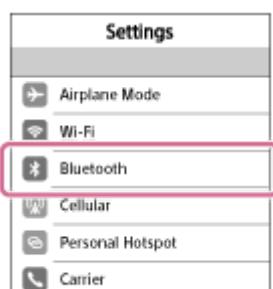 Settings
Airplane Mode
Wi-Fi
Bluetooth
Cellular
Personal Hotspot
Carrier